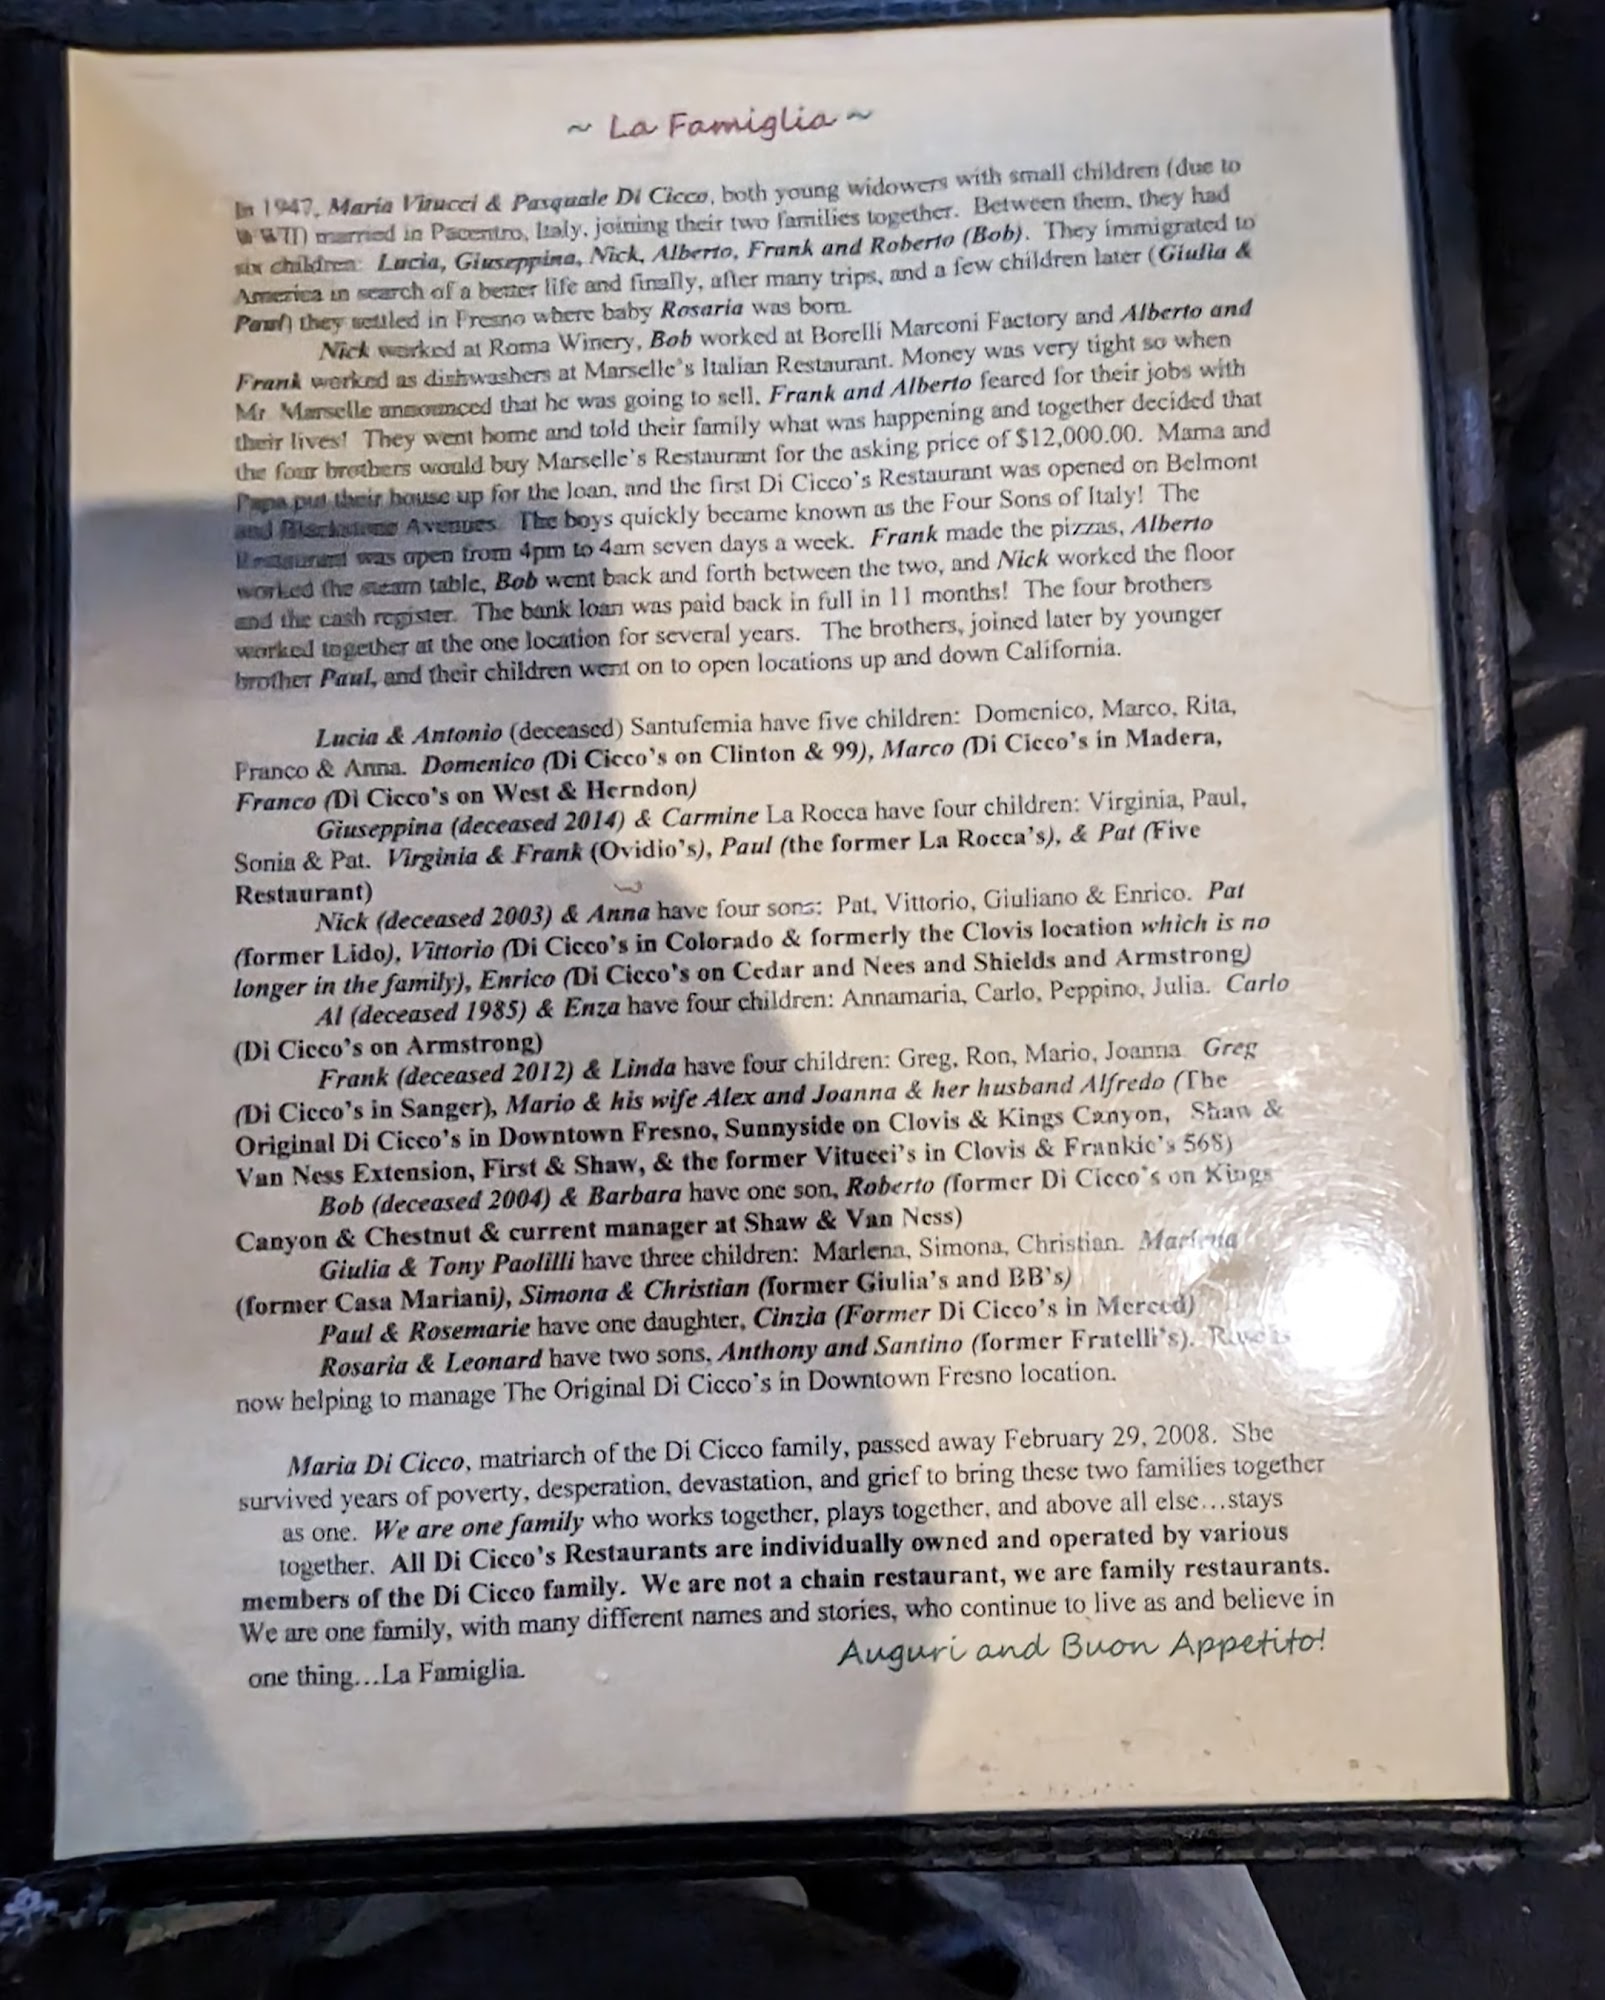 ~ La Famiglia ~
In 1947, Maria Vitucci & Pasquale Di Cicco, both young widowers with small children (due to
WWII) married in Pacentro, Italy, joining their two families together. Between them, they had
six children: Lucia, Giuseppina, Nick, Alberto, Frank and Roberto (Bob). They immigrated to
America in search of a better life and finally, after many trips, and a few children later (Giulia &
Paul) they settled in Fresno where baby Rosaria was born.
Nick worked at Roma Winery, Bob worked at Borelli Marconi Factory and Alberto and
Frank worked as dishwashers at Marselle's Italian Restaurant. Money was very tight so when
Mr. Marselle announced that he was going to sell, Frank and Alberto feared for their jobs with
their lives! They went home and told their family what was happening and together decided that
the four brothers would buy Marselle's Restaurant for the asking price of $12,000.00. Mama and
Papa put their house up for the loan, and the first Di Cicco's Restaurant was opened on Belmont
and Blackstone Avenues. The boys quickly became known as the Four Sons of Italy! The
Restaurant was open from 4pm to 4am seven days a week. Frank made the pizzas, Alberto
worked the steam table, Bob went back and forth between the two, and Nick worked the floor
and the cash register. The bank loan was paid back in full in 11 months! The four brothers
worked together at the one location for several years. The brothers, joined later by younger
brother Paul, and their children went on to open locations up and down California.
Lucia & Antonio (deceased) Santufemia have five children: Domenico, Marco, Rita,
Franco & Anna. Domenico (Di Cicco's on Clinton & 99), Marco (Di Cicco's in Madera,
Franco (Di Cicco's on West & Herndon)
Giuseppina (deceased 2014) & Carmine La Rocca have four children: Virginia, Paul,
Sonia & Pat. Virginia & Frank (Ovidio's), Paul (the former La Rocca's), & Pat (Five
Restaurant)
Nick (deceased 2003) & Anna have four sons: Pat, Vittorio, Giuliano & Enrico. Pat
(former Lido), Vittorio (Di Cicco's in Colorado & formerly the Clovis location which is no
longer in the family), Enrico (Di Cicco's on Cedar and Nees and Shields and Armstrong)
Al (deceased 1985) & Enza have four children: Annamaria, Carlo, Peppino, Julia. Carlo
(Di Cicco's on Armstrong)
Frank (deceased 2012) & Linda have four children: Greg, Ron, Mario, Joanna. Greg
(Di Cicco's in Sanger), Mario & his wife Alex and Joanna & her husband Alfredo (The
Original Di Cicco's in Downtown Fresno, Sunnyside on Clovis & Kings Canyon, Shaw &
Van Ness Extension, First & Shaw, & the former Vitucci's in Clovis & Frankie's 568)
Bob (deceased 2004) & Barbara have one son, Roberto (former Di Cicco's on Kings
Canyon & Chestnut & current manager at Shaw & Van Ness)
Giulia & Tony Paolilli have three children: Marlena, Simona, Christian. Marlena
(former Casa Mariani), Simona & Christian (former Giulia's and BB's)
Paul & Rosemarie have one daughter, Cinzia (Former Di Cicco's in Merced)
Rosaria & Leonard have two sons, Anthony and Santino (former Fratelli's).
now helping to manage The Original Di Cicco's in Downtown Fresno location.
Maria Di Cicco, matriarch of the Di Cicco family, passed away February 29, 2008. She
survived years of poverty, desperation, devastation, and grief to bring these two families together
as one. We are one family who works together, plays together, and above all else...stays
together. All Di Cicco's Restaurants are individually owned and operated by various
members of the Di Cicco family. We are not a chain restaurant, we are family restaurants.
We are one family, with many different names and stories, who continue to live as and believe in
one thing...La Famiglia.
Auguri and Buon Appetito!